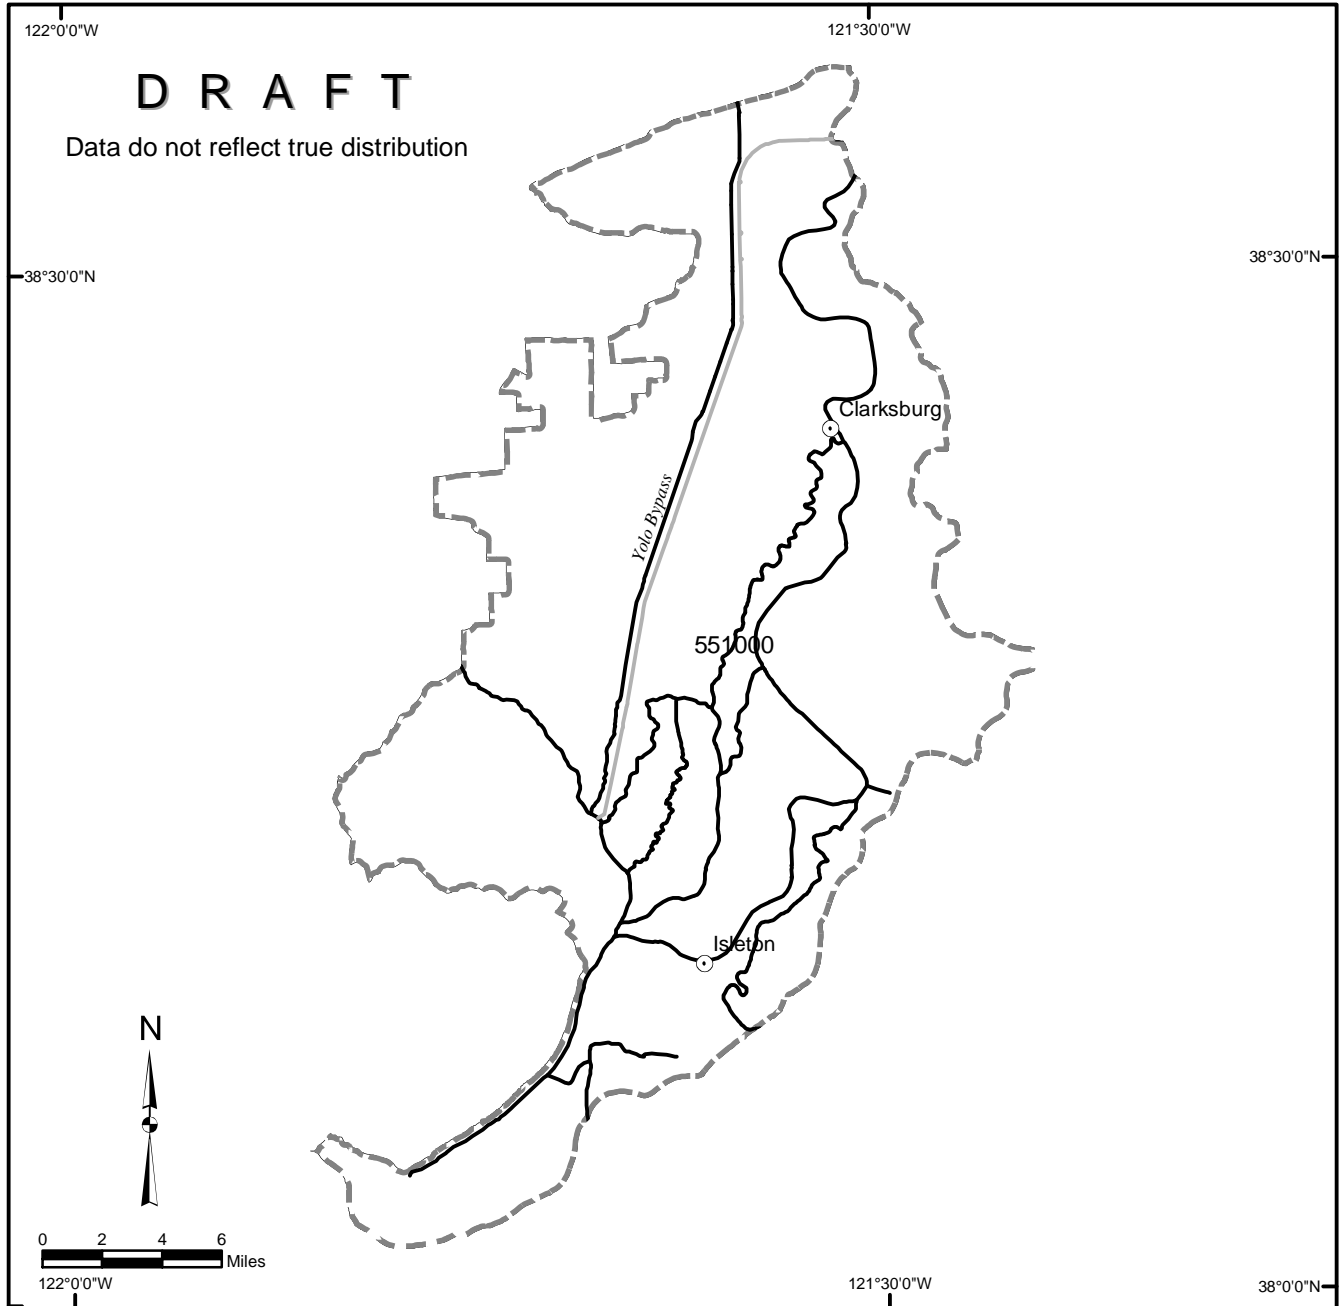 122°0'0"W
121°30'0"W
D R A F T
Data do not reflect true distribution
38°30'0"N
38°30'0"N
Clarksburg
Yolo Bypass
551000
Isleton
N
0 2 4 6
Miles
122°0'0"W
121°30'0"W
38°0'0"N